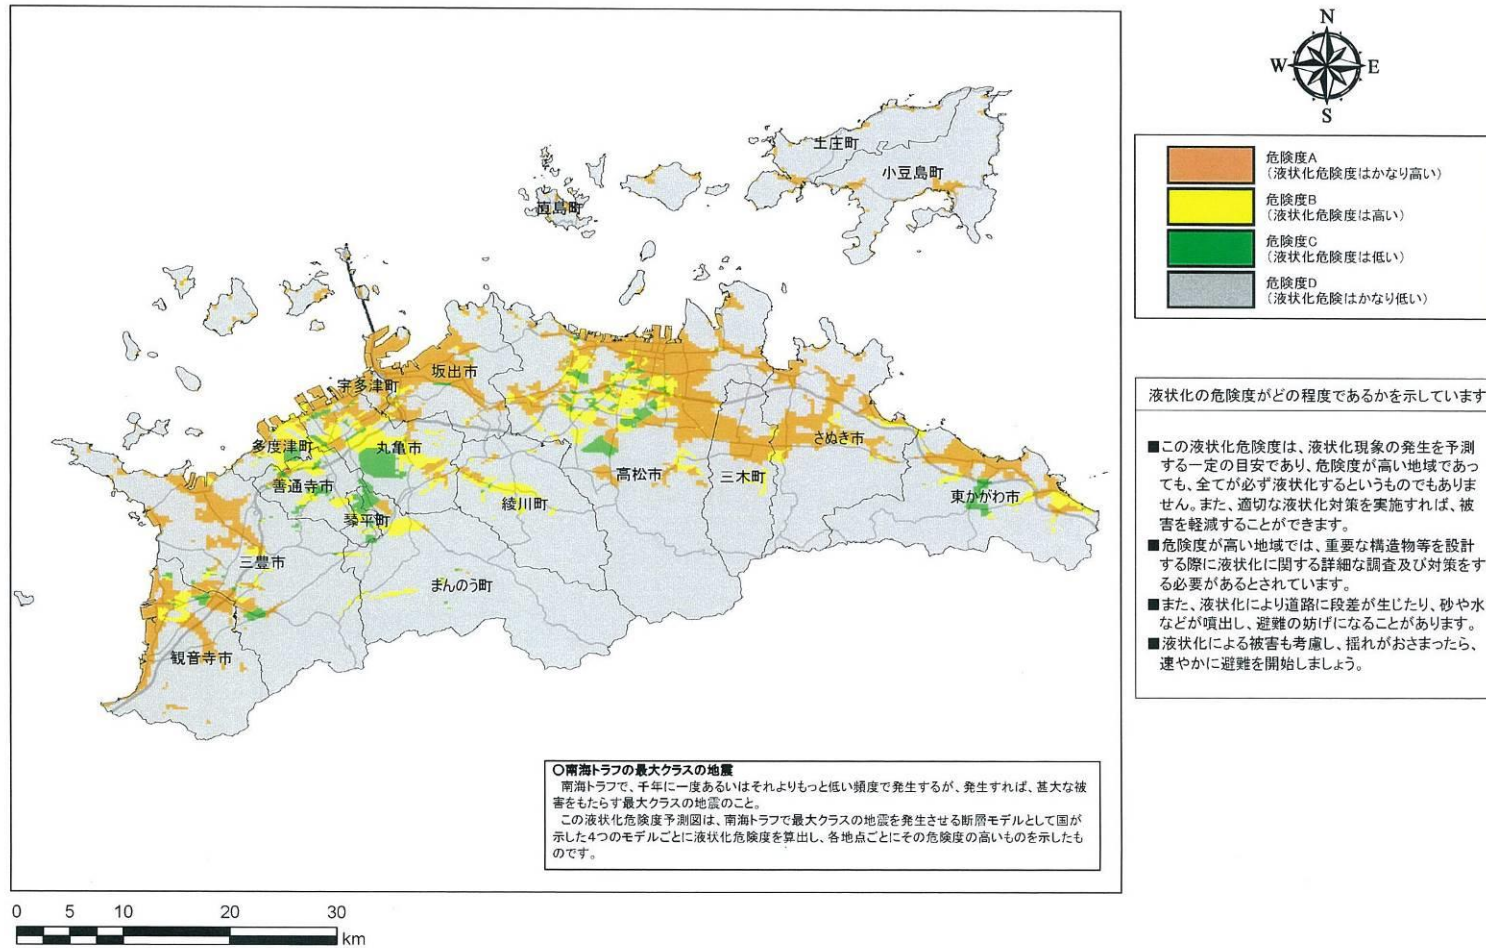 N
W
E
S
危険度A
(液状化危険度はかなり高い)
危険度B
(液状化危険度は高い)
危険度C
(液状化危険度は低い)
危険度D
(液状化危険はかなり低い)
土庄町
小豆島町
直島町
坂出市
宇多津町
多度津町
丸亀市
善通寺市
琴平町
綾川町
高松市
三木町
さぬき市
東かがわ市
三豊市
まんのう町
観音寺市
液状化の危険度がどの程度であるかを示しています
■この液状化危険度は、液状化現象の発生を予測
する一定の目安であり、危険度が高い地域であっ
ても、全てが必ず液状化するというものでもありま
せん。また、適切な液状化対策を実施すれば、被
害を軽減することができます。
■危険度が高い地域では、重要な構造物等を設計
する際に液状化に関する詳細な調査及び対策をす
る必要があるとされています。
■また、液状化により道路に段差が生じたり、砂や水
などが噴出し、避難の妨げになることがあります。
■液状化による被害も考慮し、揺れがおさまったら、
速やかに避難を開始しましょう。
○南海トラフの最大クラスの地震
南海トラフで、千年に一度あるいはそれよりもっと低い頻度で発生するが、発生すれば、甚大な被
害をもたらす最大クラスの地震のこと。
この液状化危険度予測図は、南海トラフで最大クラスの地震を発生させる断層モデルとして国が
示した4つのモデルごとに液状化危険度を算出し、各地点ごとにその危険度の高いものを示したも
のです。
0 5 10 20 30
km